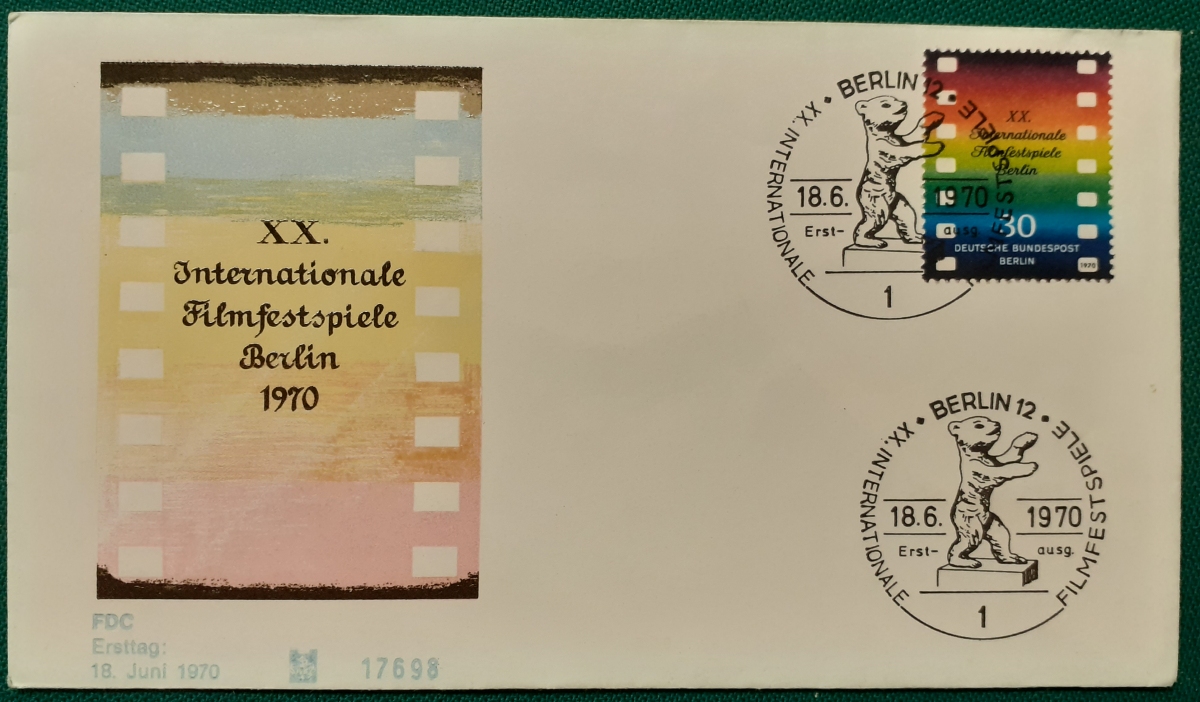 XX.
Internationale
Filmfestspiele
Berlin
1970
FDC
Ersttag:
18. Juni 1970
17698
XX. INTERNATIONALE • BERLIN 12 • FILMFESTSPIELE
18.6. 1970
Erst- ausg.
1
XX.
Internationale
Filmfestspiele
Berlin
30
DEUTSCHE BUNDESPOST
BERLIN
1970
XX. INTERNATIONALE • BERLIN 12 • FILMFESTSPIELE
18.6. 1970
Erst- ausg.
1